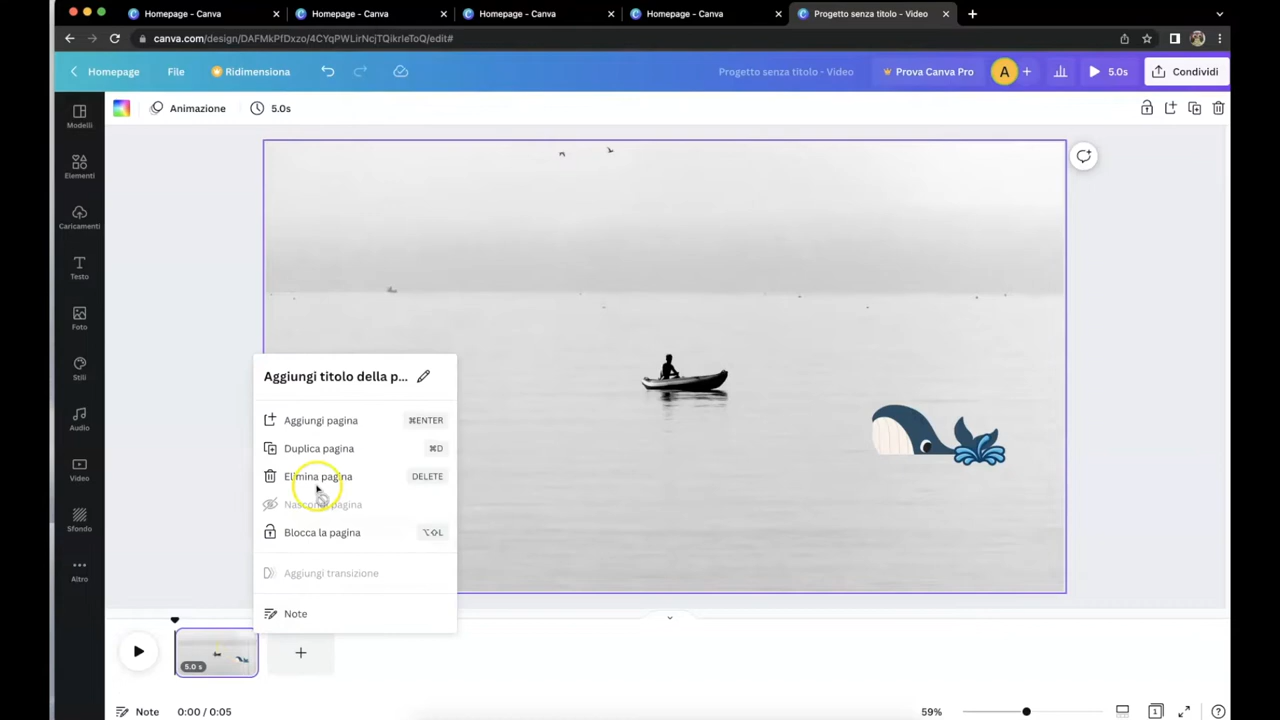 Homepage - Canva
Homepage - Canva
Homepage - Canva
Homepage - Canva
Progetto senza titolo - Video
canva.com/design/DAFMkPfDxzo/4CYqPWLirNcjTQikrleToQ/edit#
Homepage
File
Ridimensiona
Progetto senza titolo - Video
Prova Canva Pro
A
5.0s
Condividi
Animazione
5.0s
Modelli
Elementi
Caricamenti
Testo
Foto
Stili
Audio
Video
Sfondo
Altro
Aggiungi titolo della p...
Aggiungi pagina ⌘ENTER
Duplica pagina ⌘D
Elimina pagina DELETE
Nascondi pagina
Blocca la pagina ⌥⇧L
Aggiungi transizione
Note
5.0 s
Note
0:00 / 0:05
59%
1